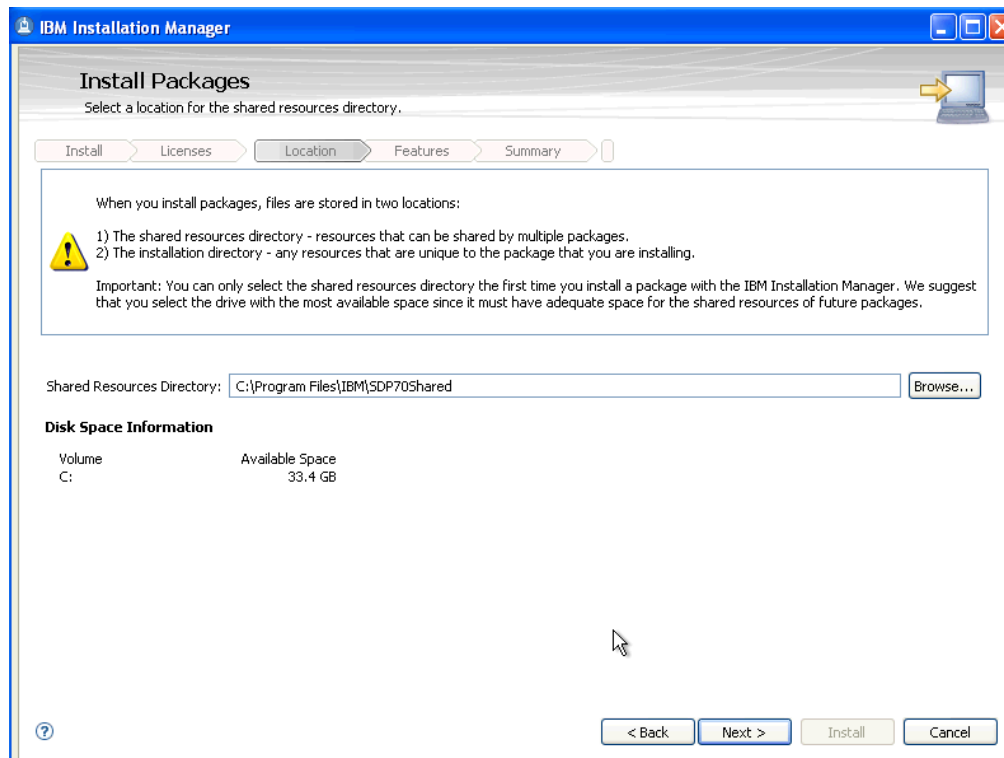 IBM Installation Manager
Install Packages
Select a location for the shared resources directory.
Install Licenses Location Features Summary
When you install packages, files are stored in two locations:
1) The shared resources directory - resources that can be shared by multiple packages.
2) The installation directory - any resources that are unique to the package that you are installing.
Important: You can only select the shared resources directory the first time you install a package with the IBM Installation Manager. We suggest
that you select the drive with the most available space since it must have adequate space for the shared resources of future packages.
Shared Resources Directory: C:\Program Files\IBM\SDP70Shared Browse...
Disk Space Information
Volume Available Space
C: 33.4 GB
? < Back Next > Install Cancel